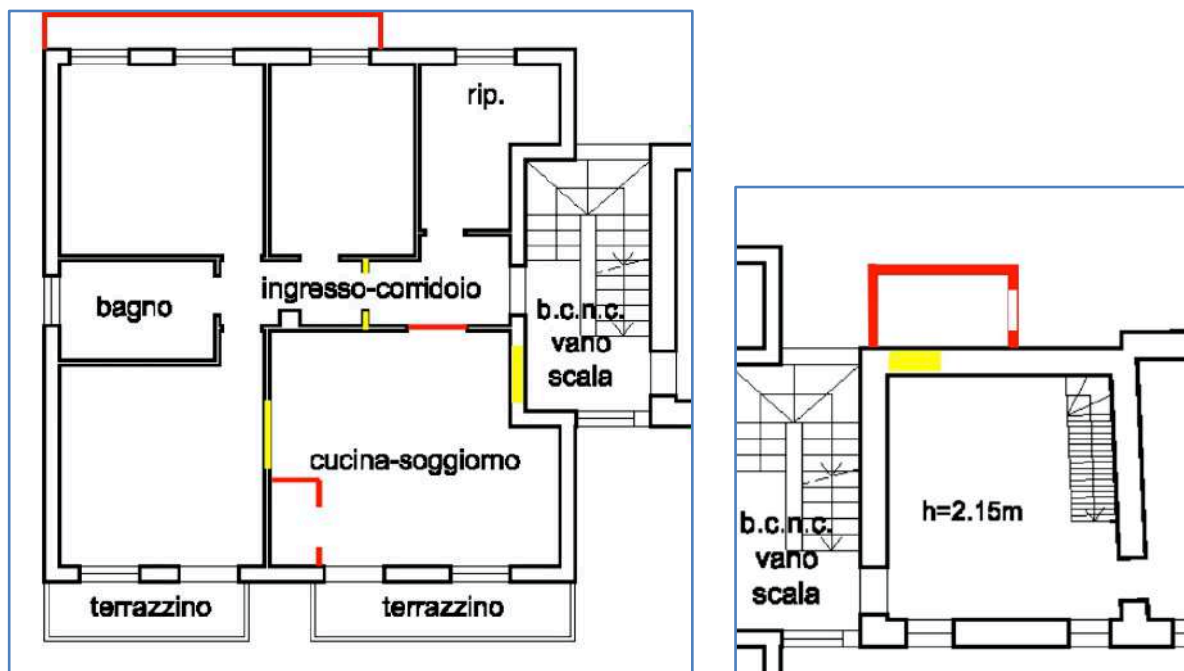 rip.
ingresso-corridoio
bagno
b.c.n.c.
vano
scala
cucina-soggiorno
terrazzino
terrazzino
h=2.15m
b.c.n.c.
vano
scala